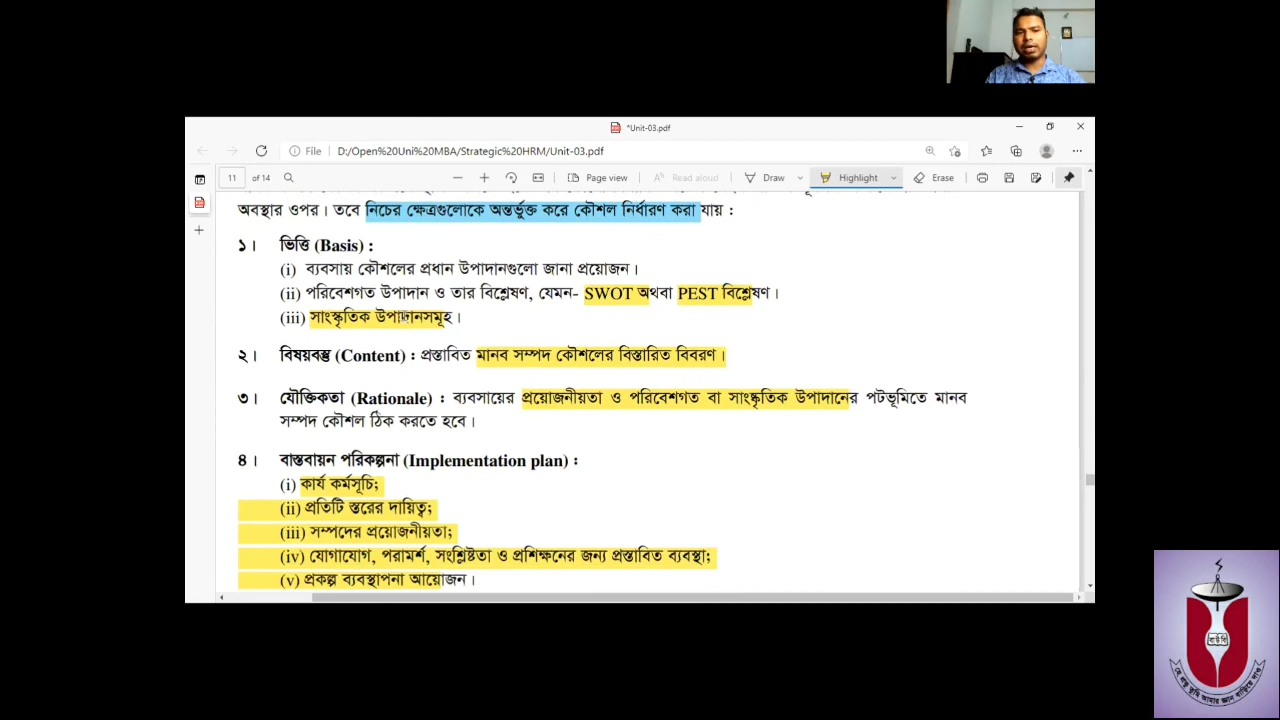 *Unit-03.pdf
File | D:/Open%20Uni%20MBA/Strategic%20HRM/Unit-03.pdf
11 of 14 Page view Read aloud Draw Highlight Erase
অবস্থার ওপর। তবে নিচের ক্ষেত্রগুলোকে অন্তর্ভুক্ত করে কৌশল নির্ধারণ করা যায় :
১। ভিত্তি (Basis) :
(i) ব্যবসায় কৌশলের প্রধান উপাদানগুলো জানা প্রয়োজন।
(ii) পরিবেশগত উপাদান ও তার বিশ্লেষণ, যেমন- SWOT অথবা PEST বিশ্লেষণ।
(iii) সাংস্কৃতিক উপাদানসমূহ।
২। বিষয়বস্তু (Content) : প্রস্তাবিত মানব সম্পদ কৌশলের বিস্তারিত বিবরণ।
৩। যৌক্তিকতা (Rationale) : ব্যবসায়ের প্রয়োজনীয়তা ও পরিবেশগত বা সাংষ্কৃতিক উপাদানের পটভূমিতে মানব
সম্পদ কৌশল ঠিক করতে হবে।
৪। বাস্তবায়ন পরিকল্পনা (Implementation plan) :
(i) কার্য কর্মসূচি;
(ii) প্রতিটি স্তরের দায়িত্ব;
(iii) সম্পদের প্রয়োজনীয়তা;
(iv) যোগাযোগ, পরামর্শ, সংশ্লিষ্টতা ও প্রশিক্ষনের জন্য প্রস্তাবিত ব্যবস্থা;
(v) প্রকল্প ব্যবস্থাপনা আয়োজন।
বাউবি